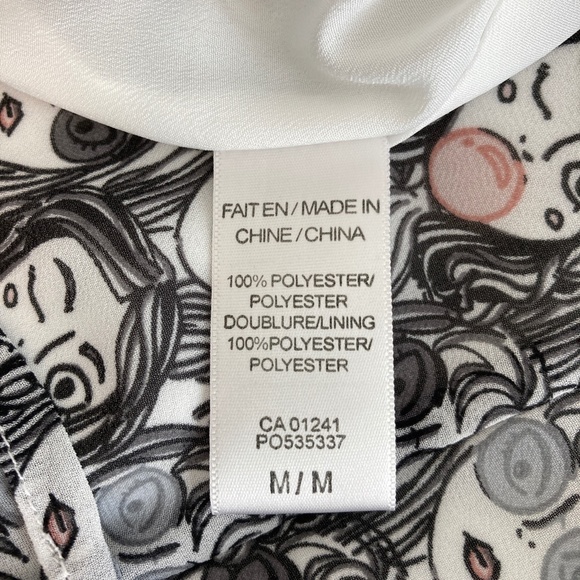 FAIT EN / MADE IN
CHINE / CHINA
100% POLYESTER/
POLYESTER
DOUBLURE/LINING
100% POLYESTER/
POLYESTER
CA 01241
PO535337
M / M